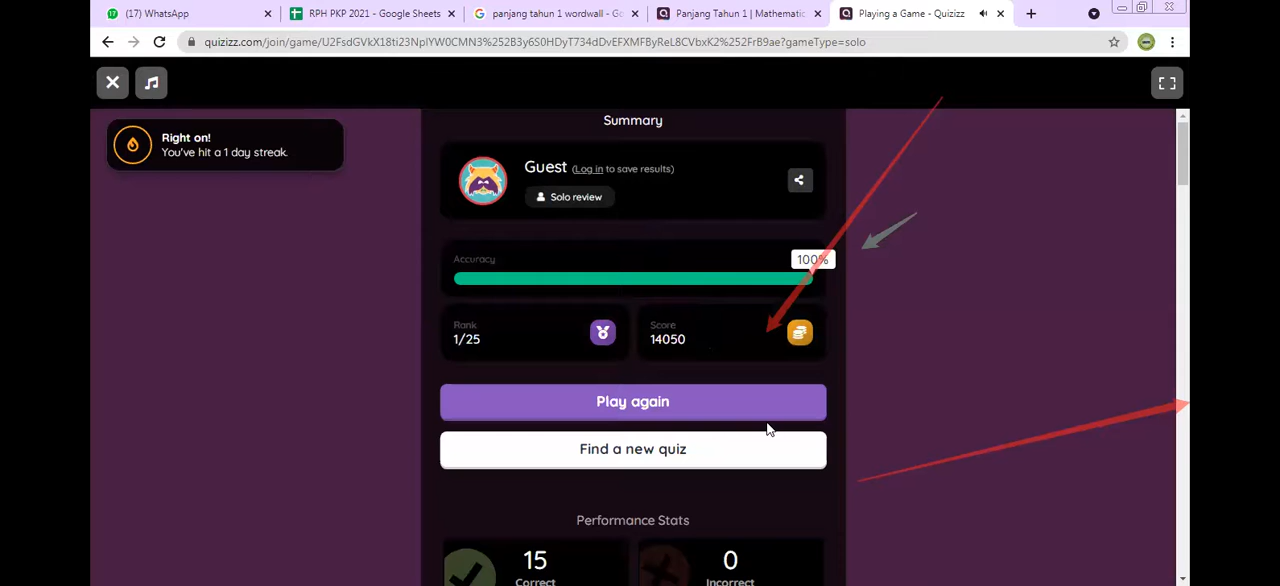 (17) WhatsApp
RPH PKP 2021 - Google Sheets
panjang tahun 1 wordwall - Go
Panjang Tahun 1 | Mathematic
Playing a Game - Quizizz
quizizz.com/join/game/U2FsdGVkX18ti23NplYW0CMN3%252B3y6S0HDyT734dDvEFXMFByReL8CVbxK2%252FrB9ae?gameType=solo
Summary
Right on!
You've hit a 1 day streak.
Guest (Log in to save results)
Solo review
Accuracy
100%
Rank
1/25
Score
14050
Play again
Find a new quiz
Performance Stats
15
Correct
0
Incorrect